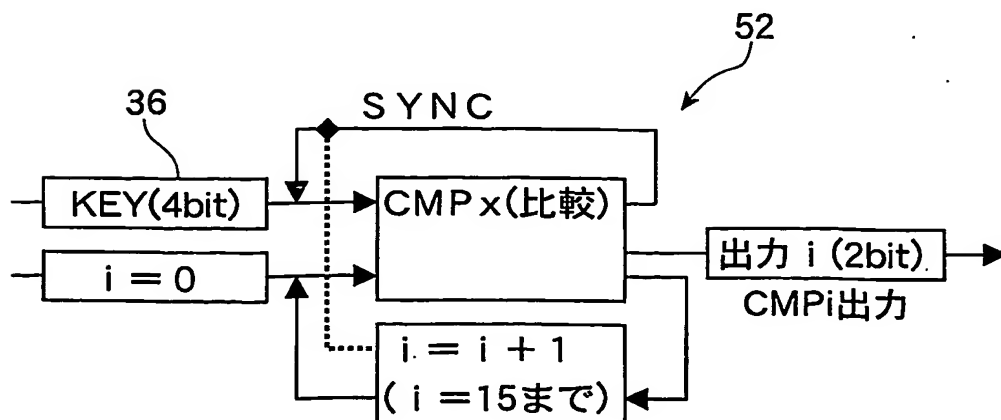 52
36
SYNC
KEY(4bit)
CMPx(比較)
i=0
出力 i (2bit)
CMPi出力
i=i+1
(i=15まで)